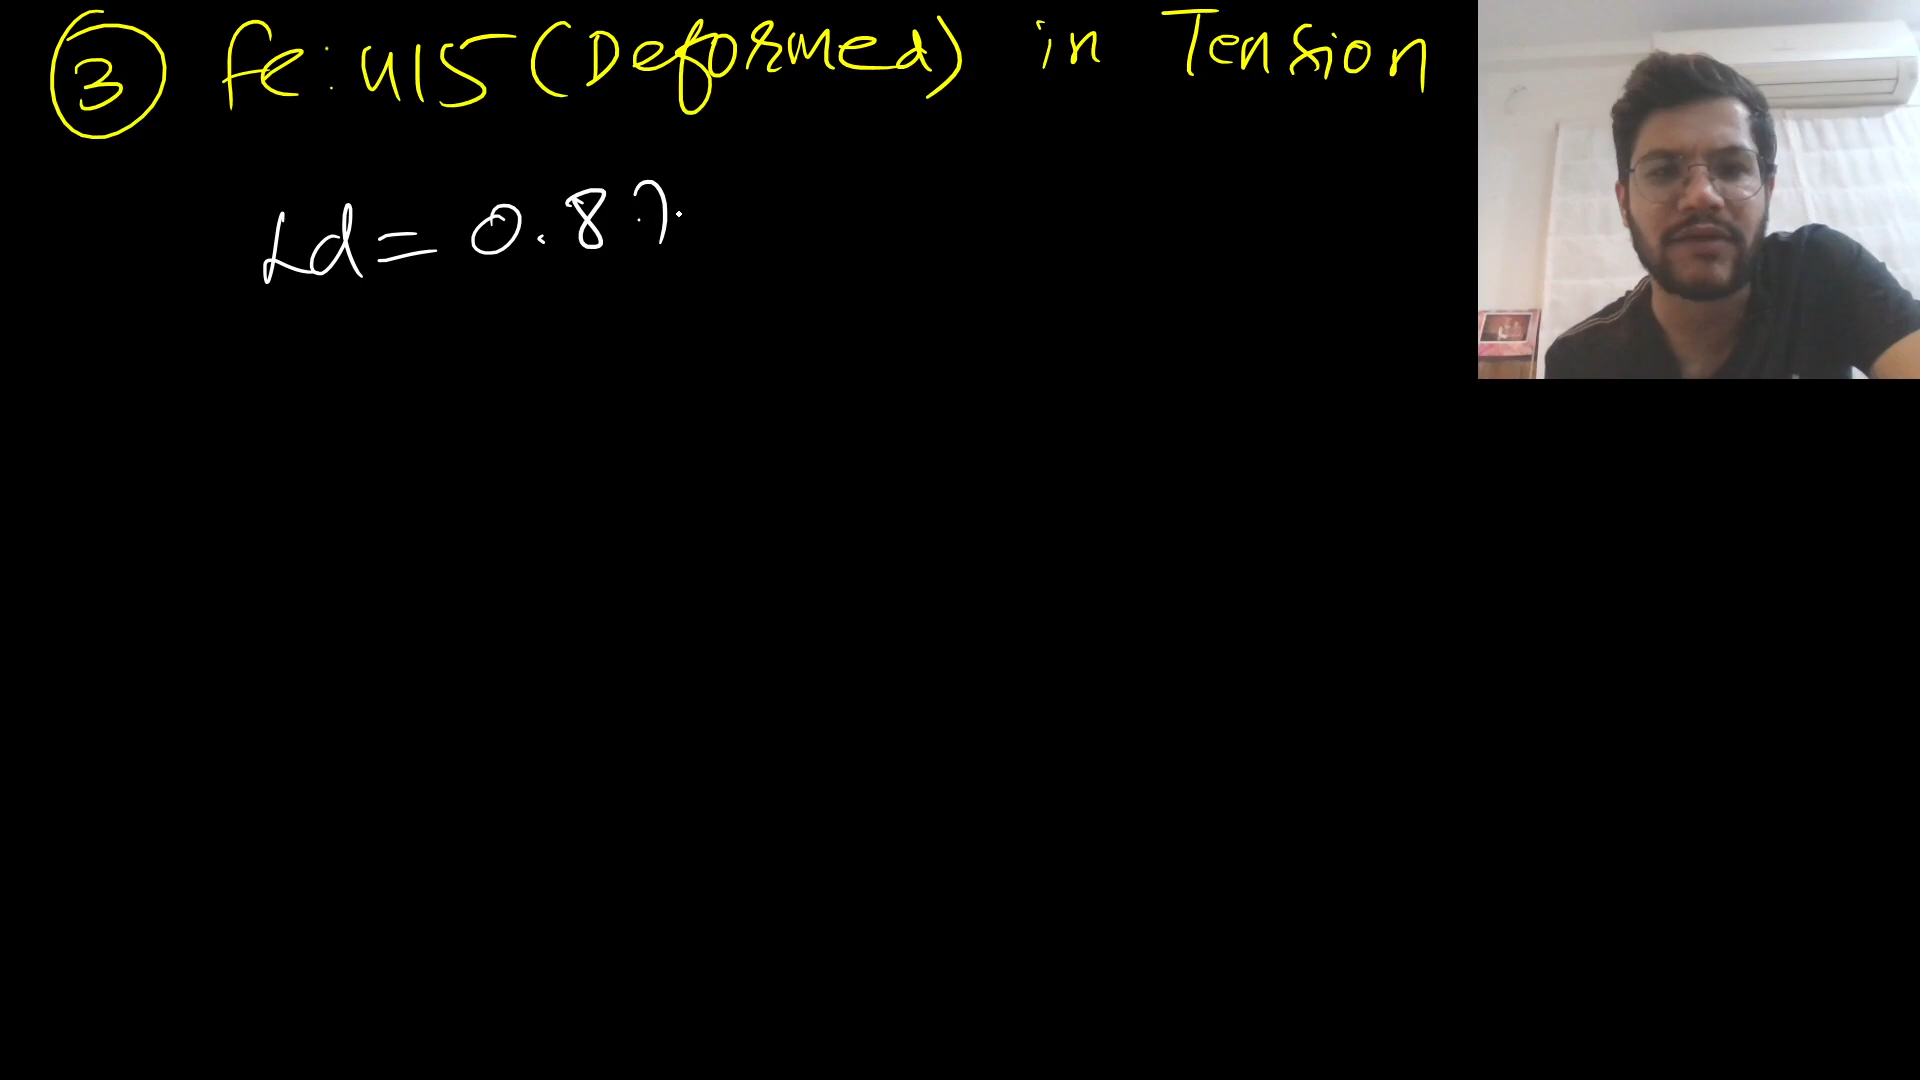 3 fe: 415 (Deformed) in Tension
Ld = 0.87